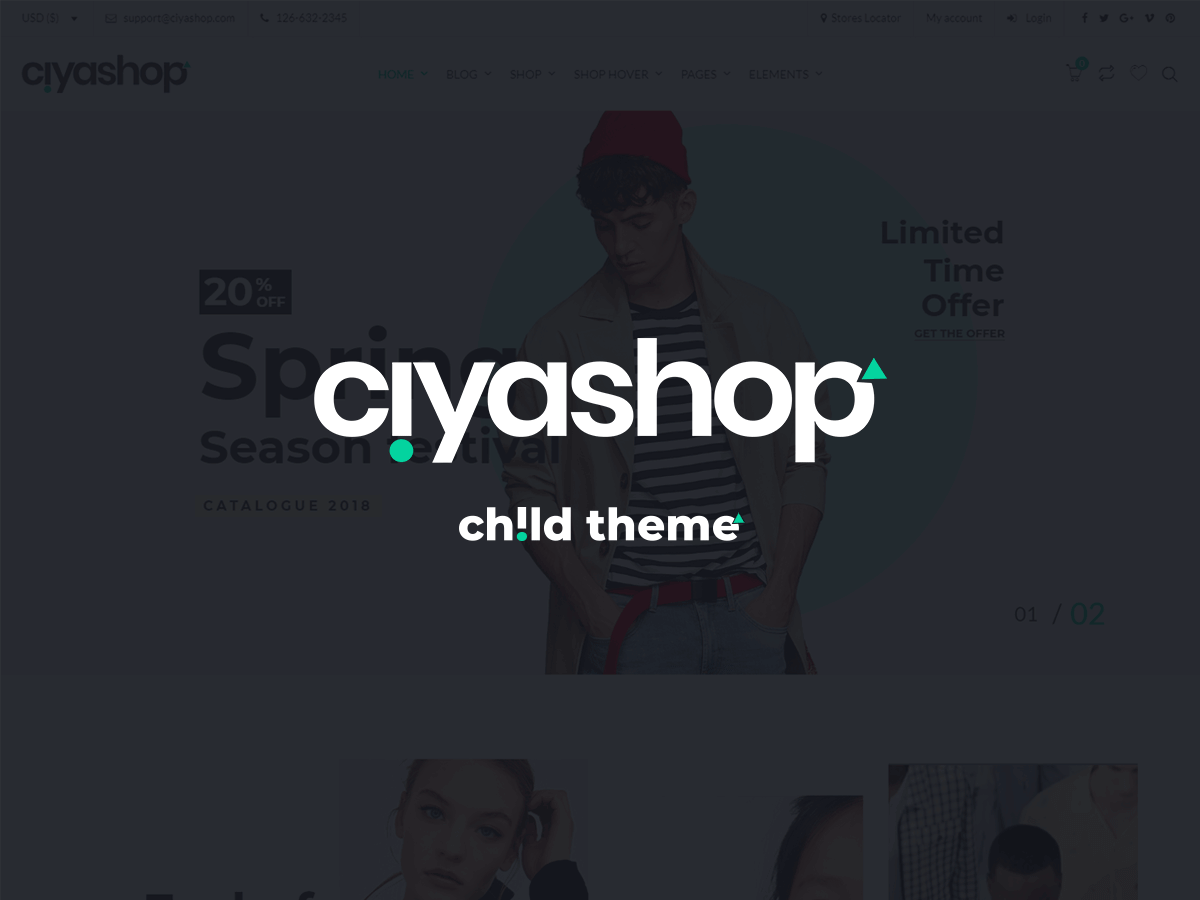 USD ($) support@ciyashop.com 126-632-2345 Stores Locator My account Login
ciyashop HOME BLOG SHOP SHOP HOVER PAGES ELEMENTS 0
Limited
Time
Offer
GET THE OFFER
20% OFF
Spring
Season festival
CATALOGUE 2018
ciyashop
child theme
01 / 02